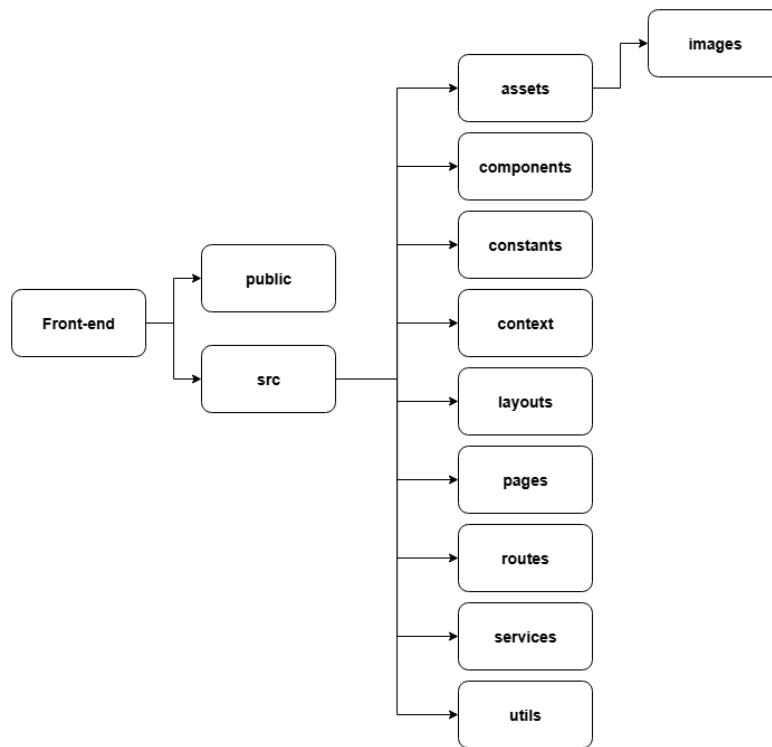 images
assets
components
constants
public
Front-end
context
src
layouts
pages
routes
services
utils